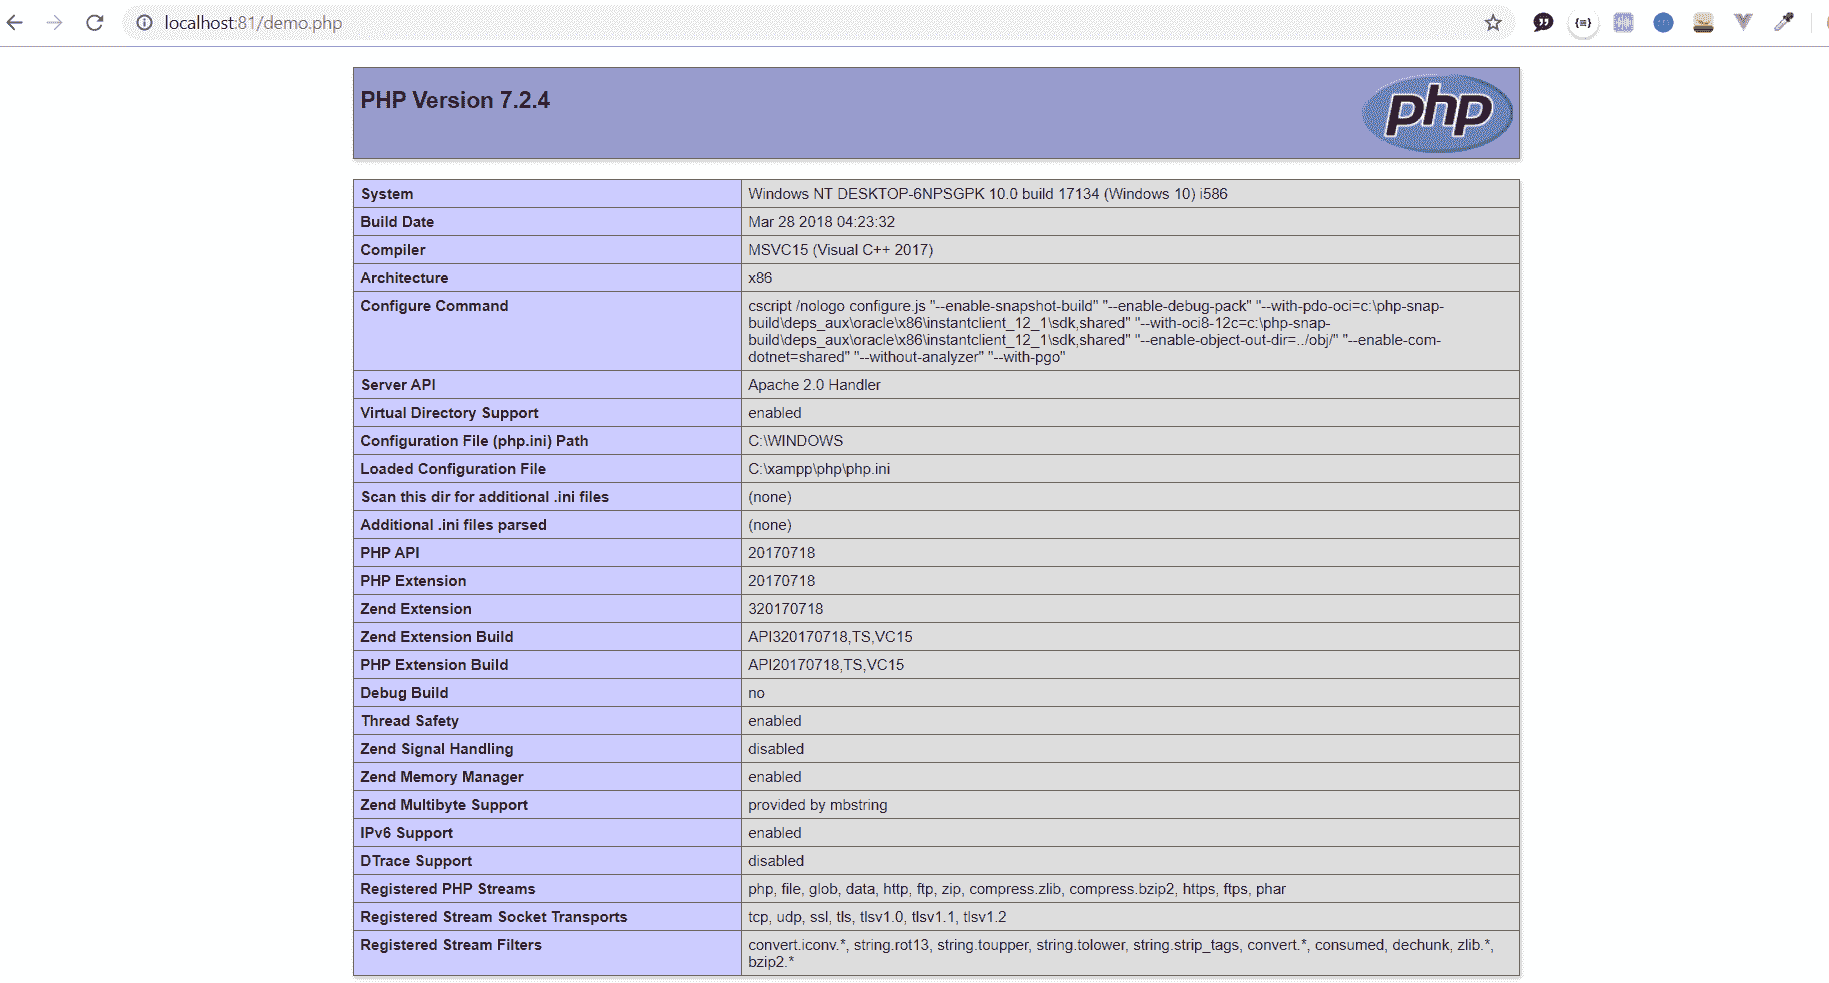 localhost:81/demo.php
PHP Version 7.2.4
php
System Windows NT DESKTOP-6NPSGPK 10.0 build 17134 (Windows 10) i586
Build Date Mar 28 2018 04:23:32
Compiler MSVC15 (Visual C++ 2017)
Architecture x86
Configure Command cscript /nologo configure.js "--enable-snapshot-build" "--enable-debug-pack" "--with-pdo-oci=c:\php-snap-
build\deps_aux\oracle\x86\instantclient_12_1\sdk,shared" "--with-oci8-12c=c:\php-snap-
build\deps_aux\oracle\x86\instantclient_12_1\sdk,shared" "--enable-object-out-dir=../obj/" "--enable-com-
dotnet=shared" "--without-analyzer" "--with-pgo"
Server API Apache 2.0 Handler
Virtual Directory Support enabled
Configuration File (php.ini) Path C:\WINDOWS
Loaded Configuration File C:\xampp\php\php.ini
Scan this dir for additional .ini files (none)
Additional .ini files parsed (none)
PHP API 20170718
PHP Extension 20170718
Zend Extension 320170718
Zend Extension Build API320170718,TS,VC15
PHP Extension Build API20170718,TS,VC15
Debug Build no
Thread Safety enabled
Zend Signal Handling disabled
Zend Memory Manager enabled
Zend Multibyte Support provided by mbstring
IPv6 Support enabled
DTrace Support disabled
Registered PHP Streams php, file, glob, data, http, ftp, zip, compress.zlib, compress.bzip2, https, ftps, phar
Registered Stream Socket Transports tcp, udp, ssl, tls, tlsv1.0, tlsv1.1, tlsv1.2
Registered Stream Filters convert.iconv.*, string.rot13, string.toupper, string.tolower, string.strip_tags, convert.*, consumed, dechunk, zlib.*,
bzip2.*